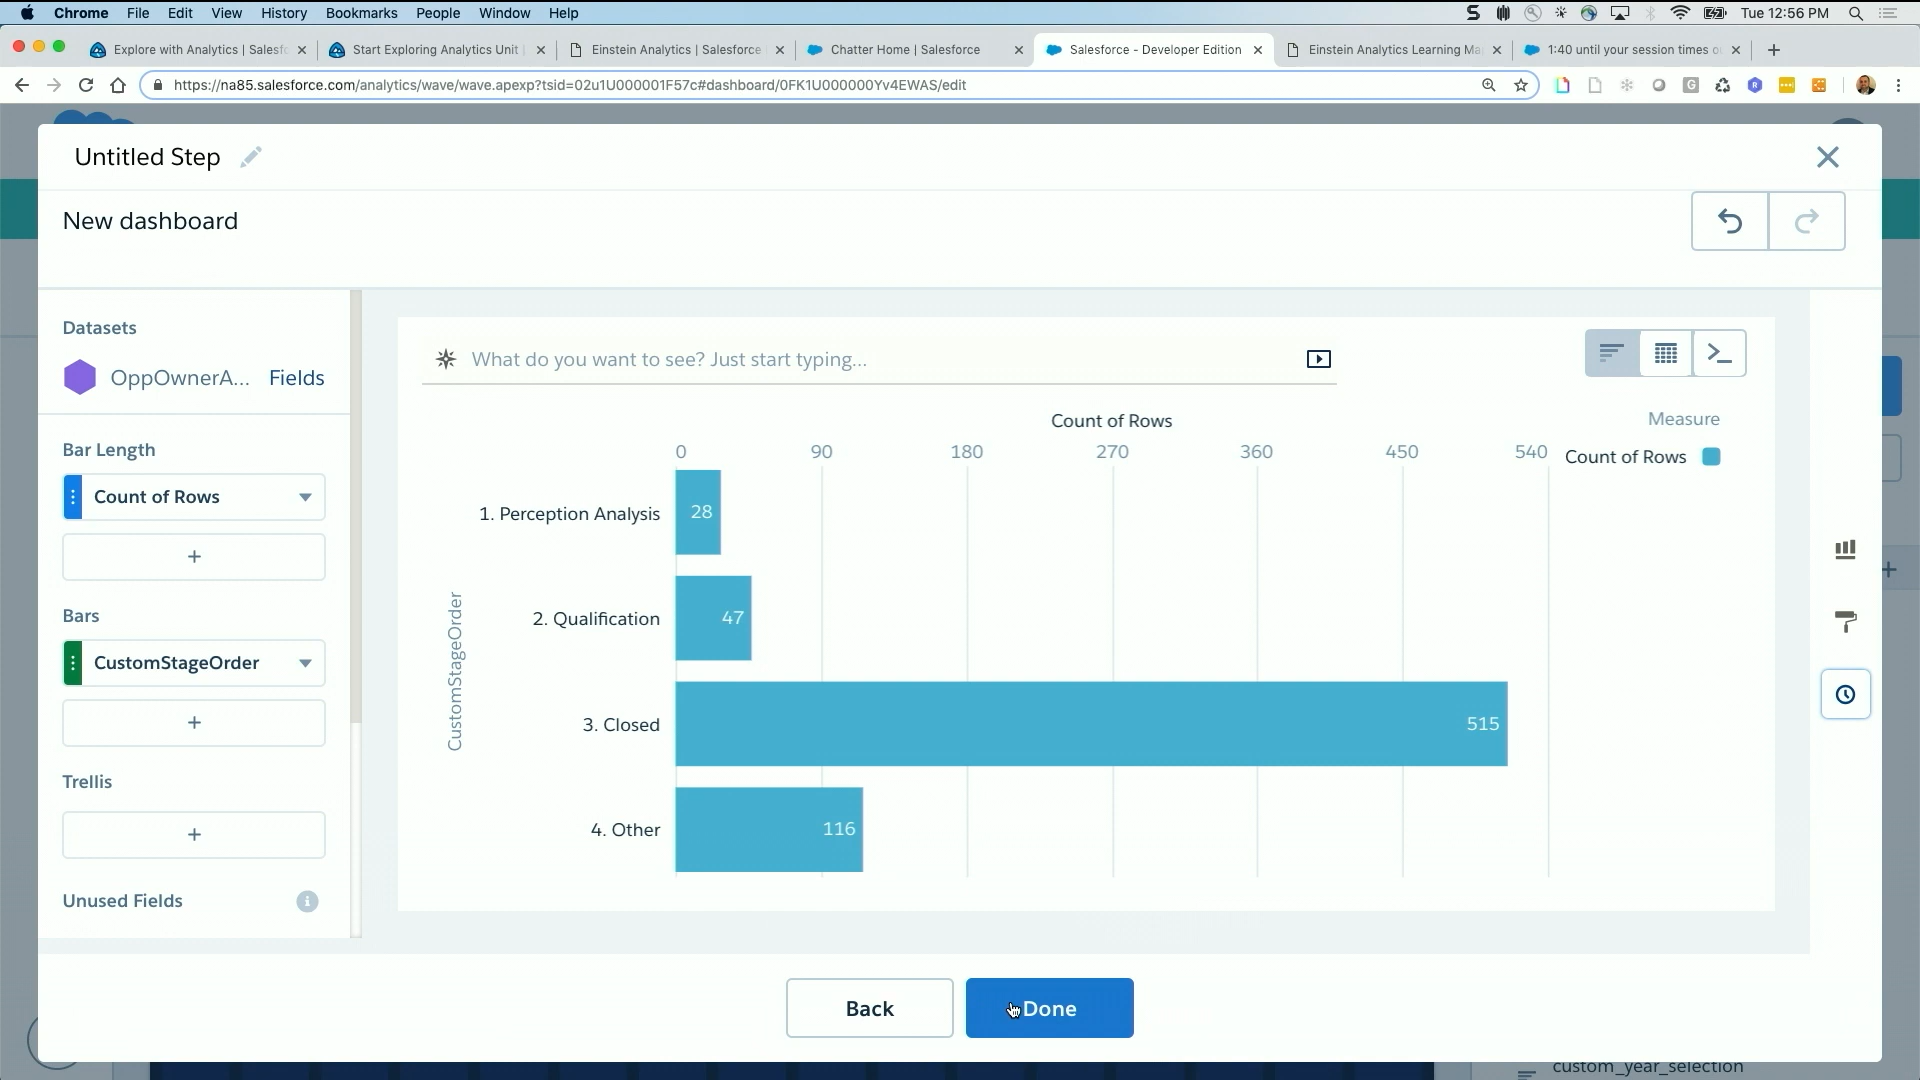 Chrome File Edit View History Bookmarks People Window Help Tue 12:56 PM
Explore with Analytics | Salesf
Start Exploring Analytics Unit
Einstein Analytics | Salesforce
Chatter Home | Salesforce
Salesforce - Developer Edition
Einstein Analytics Learning Ma
1:40 until your session times o
https://na85.salesforce.com/analytics/wave/wave.apexp?tsid=02u1U000001F57c#dashboard/0FK1U000000Yv4EWAS/edit
Untitled Step
New dashboard
Datasets
OppOwnerA... Fields
Bar Length
Count of Rows
+
Bars
CustomStageOrder
+
Trellis
+
Unused Fields
What do you want to see? Just start typing...
Count of Rows
0 90 180 270 360 450 540
Measure
Count of Rows
CustomStageOrder
1. Perception Analysis 28
2. Qualification 47
3. Closed 515
4. Other 116
Back Done
custom_year_selection